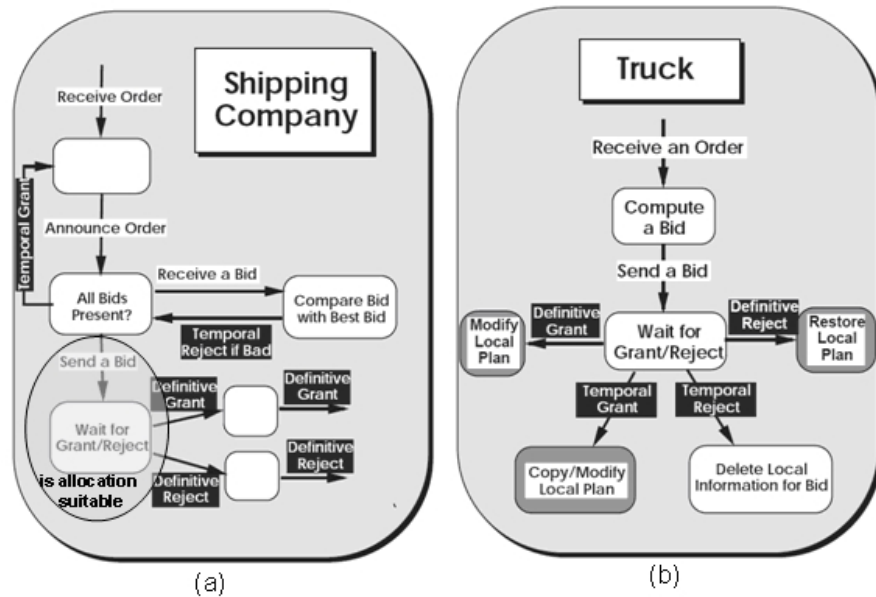 Shipping
Company
Receive Order
Temporal Grant
Announce Order
All Bids
Present?
Receive a Bid
Compare Bid
with Best Bid
Temporal
Reject if Bad
Send a Bid
Wait for
Grant/Reject
is allocation
suitable
Definitive
Grant
Definitive
Grant
Definitive
Reject
Definitive
Reject
(a)
Truck
Receive an Order
Compute
a Bid
Send a Bid
Modify
Local
Plan
Definitive
Grant
Wait for
Grant/Reject
Definitive
Reject
Restore
Local
Plan
Temporal
Grant
Temporal
Reject
Copy/Modify
Local Plan
Delete Local
Information for Bid
(b)